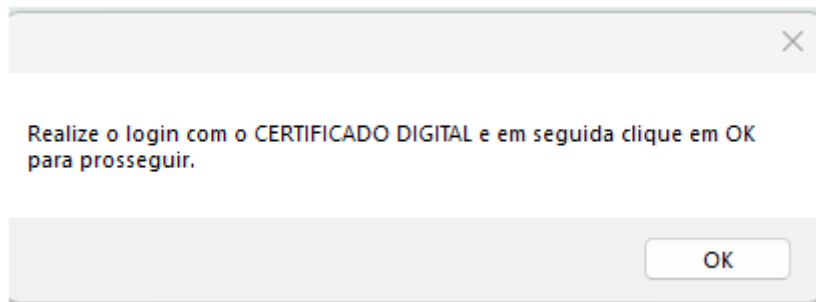 Realize o login com o CERTIFICADO DIGITAL e em seguida clique em OK
para prosseguir.
OK